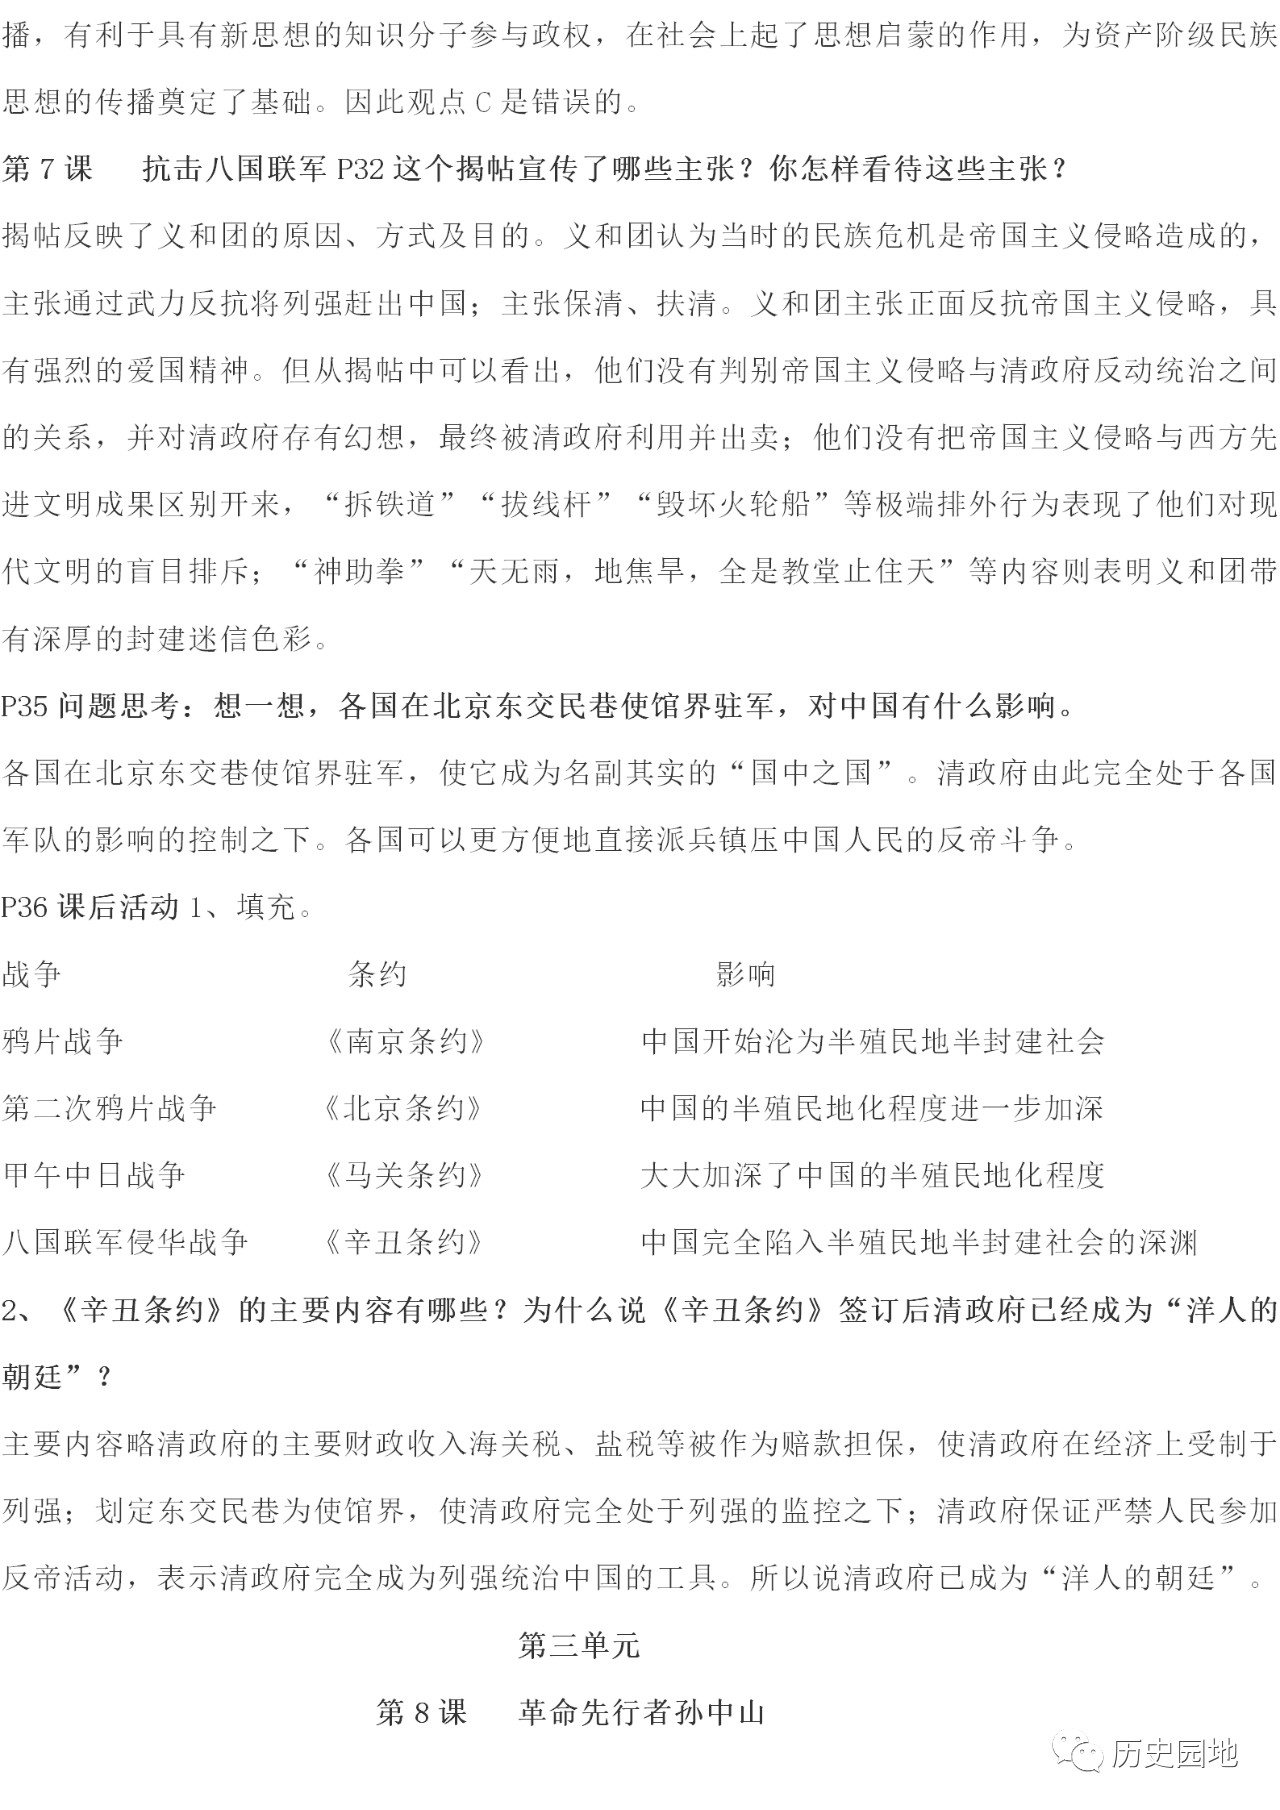 播，有利于具有新思想的知识分子参与政权，在社会上起了思想启蒙的作用，为资产阶级民族
思想的传播奠定了基础。因此观点 C 是错误的。
第 7 课 抗击八国联军 P32 这个揭帖宣传了哪些主张？你怎样看待这些主张？
揭帖反映了义和团的原因、方式及目的。义和团认为当时的民族危机是帝国主义侵略造成的，
主张通过武力反抗将列强赶出中国；主张保清、扶清。义和团主张正面反抗帝国主义侵略，具
有强烈的爱国精神。但从揭帖中可以看出，他们没有判别帝国主义侵略与清政府反动统治之间
的关系，并对清政府存有幻想，最终被清政府利用并出卖；他们没有把帝国主义侵略与西方先
进文明成果区别开来，“拆铁道”“拔线杆”“毁坏火轮船”等极端排外行为表现了他们对现
代文明的盲目排斥；“神助拳”“天无雨，地焦旱，全是教堂止住天”等内容则表明义和团带
有深厚的封建迷信色彩。
P35 问题思考：想一想，各国在北京东交民巷使馆界驻军，对中国有什么影响。
各国在北京东交巷使馆界驻军，使它成为名副其实的“国中之国”。清政府由此完全处于各国
军队的影响的控制之下。各国可以更方便地直接派兵镇压中国人民的反帝斗争。
P36 课后活动 1、填充。
战争 条约 影响
鸦片战争 《南京条约》 中国开始沦为半殖民地半封建社会
第二次鸦片战争 《北京条约》 中国的半殖民地化程度进一步加深
甲午中日战争 《马关条约》 大大加深了中国的半殖民地化程度
八国联军侵华战争 《辛丑条约》 中国完全陷入半殖民地半封建社会的深渊
2、《辛丑条约》的主要内容有哪些？为什么说《辛丑条约》签订后清政府已经成为“洋人的
朝廷”？
主要内容略清政府的主要财政收入海关税、盐税等被作为赔款担保，使清政府在经济上受制于
列强；划定东交民巷为使馆界，使清政府完全处于列强的监控之下；清政府保证严禁人民参加
反帝活动，表示清政府完全成为列强统治中国的工具。所以说清政府已成为“洋人的朝廷”。
第三单元
第 8 课 革命先行者孙中山
历史园地